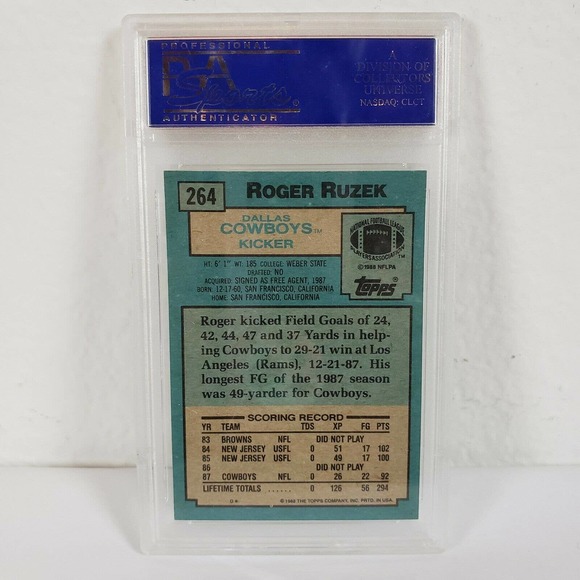 PROFESSIONAL
PSA
Sports®
AUTHENTICATOR
A
DIVISION OF
COLLECTORS
UNIVERSE
NASDAQ: CLCT
264 ROGER RUZEK
DALLAS
COWBOYS™
KICKER
NATIONAL FOOTBALL LEAGUE
PLAYERS ASSOCIATION
© 1988 NFLPA
Topps®
HT: 6' 1" WT: 185 COLLEGE: WEBER STATE
DRAFTED: NO
ACQUIRED: SIGNED AS FREE AGENT, 1987
BORN: 12-17-60, SAN FRANCISCO, CALIFORNIA
HOME: SAN FRANCISCO, CALIFORNIA
Roger kicked Field Goals of 24,
42, 44, 47 and 37 Yards in help-
ing Cowboys to 29-21 win at Los
Angeles (Rams), 12-21-87. His
longest FG of the 1987 season
was 49-yarder for Cowboys.
SCORING RECORD
YR TEAM TDS XP FG PTS
83 BROWNS NFL DID NOT PLAY
84 NEW JERSEY USFL 0 51 17 102
85 NEW JERSEY USFL 0 49 17 100
86 DID NOT PLAY
87 COWBOYS NFL 0 26 22 92
LIFETIME TOTALS ...... 0 126 56 294
D* © 1988 THE TOPPS COMPANY, INC. PRTD. IN USA.